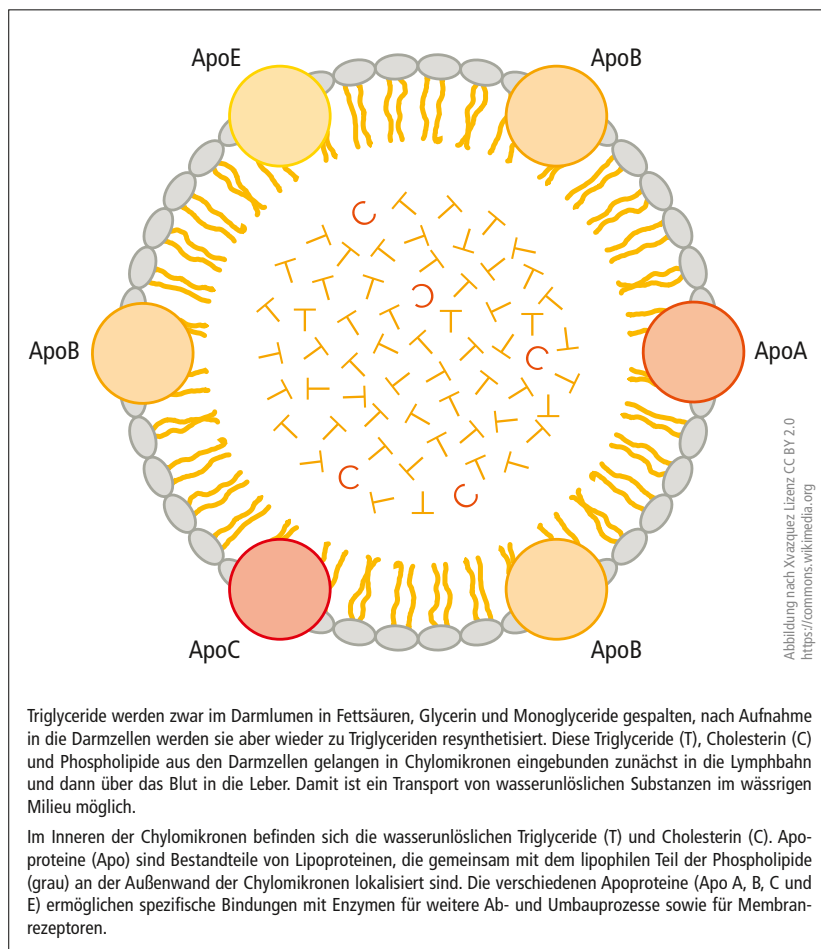 ApoE
ApoB
ApoB
ApoA
ApoC
ApoB
Abbildung nach Xvazquez Lizenz CC BY 2.0
https://commons.wikimedia.org
Triglyceride werden zwar im Darmlumen in Fettsäuren, Glycerin und Monoglyceride gespalten, nach Aufnahme
in die Darmzellen werden sie aber wieder zu Triglyceriden resynthetisiert. Diese Triglyceride (T), Cholesterin (C)
und Phospholipide aus den Darmzellen gelangen in Chylomikronen eingebunden zunächst in die Lymphbahn
und dann über das Blut in die Leber. Damit ist ein Transport von wasserunlöslichen Substanzen im wässrigen
Milieu möglich.
Im Inneren der Chylomikronen befinden sich die wasserunlöslichen Triglyceride (T) und Cholesterin (C). Apo-
proteine (Apo) sind Bestandteile von Lipoproteinen, die gemeinsam mit dem lipophilen Teil der Phospholipide
(grau) an der Außenwand der Chylomikronen lokalisiert sind. Die verschiedenen Apoproteine (Apo A, B, C und
E) ermöglichen spezifische Bindungen mit Enzymen für weitere Ab- und Umbauprozesse sowie für Membran-
rezeptoren.